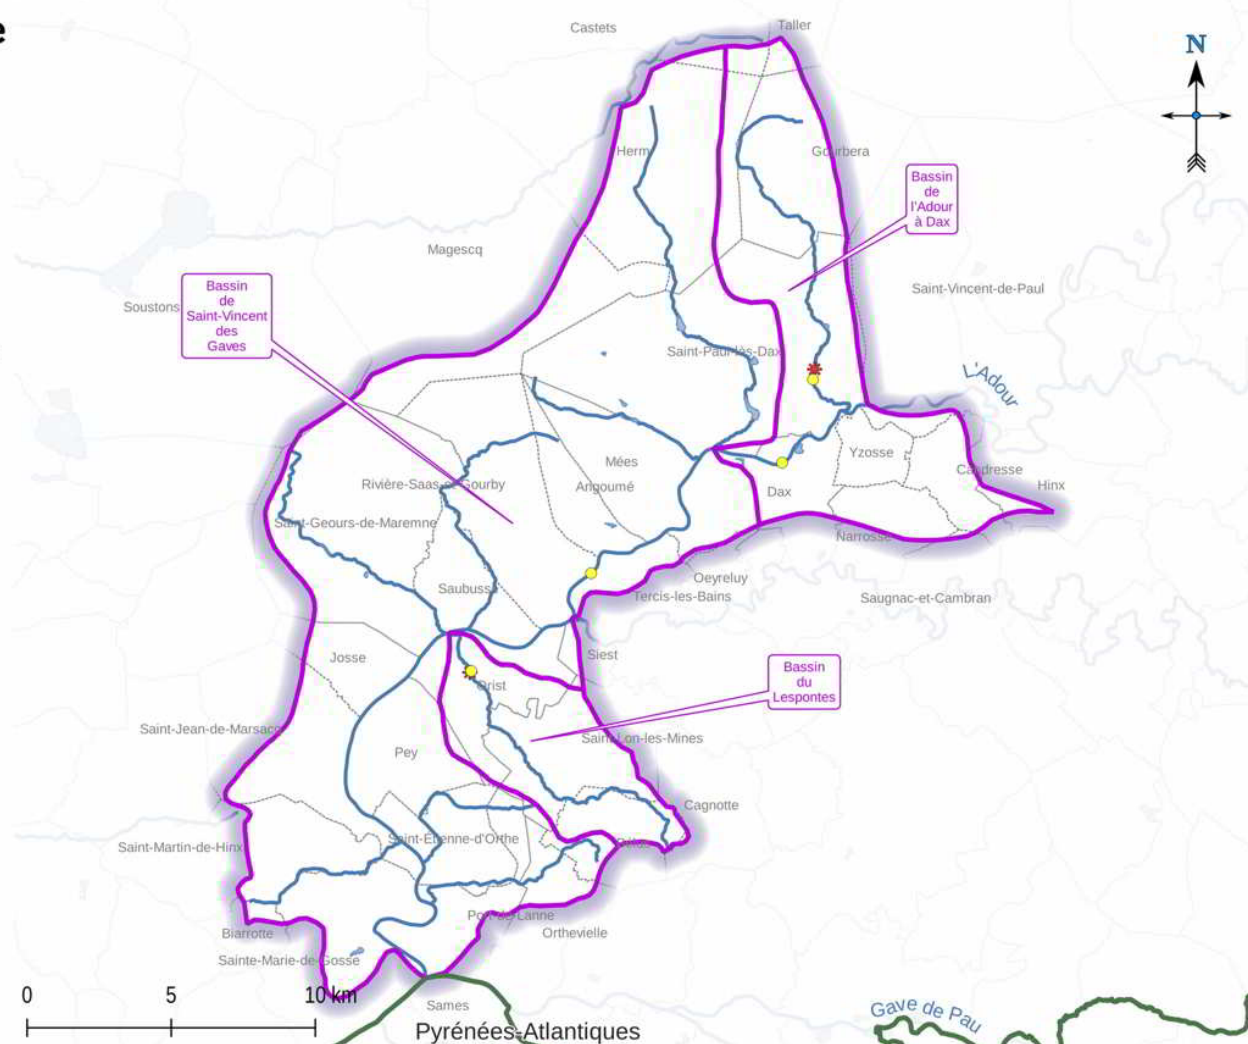 e
Castets
Taller
N
Herm
Gourbera
Bassin
de
l'Adour
à Dax
Magescq
Saint-Vincent-de-Paul
Soustons
Bassin
de
Saint-Vincent
des
Gaves
Saint-Paul-lès-Dax
L'Adour
Yzosse
Mées
Candresse
Rivière-Saas-et-Gourby
Angoumé
Dax
Hinx
Saint-Geours-de-Maremne
Narrosse
Oeyreluy
Saubusse
Tercis-les-Bains
Saugnac-et-Cambran
Josse
Siest
Orist
Bassin
du
Lespontes
Saint-Jean-de-Marsacq
Saint-Lon-les-Mines
Pey
Cagnotte
Saint-Martin-de-Hinx
Saint-Etienne-d'Orthe
Port-de-Lanne
Biarrotte
Orthevielle
Sainte-Marie-de-Gosse
0 5 10 km
Sames
Gave de Pau
Pyrénées-Atlantiques